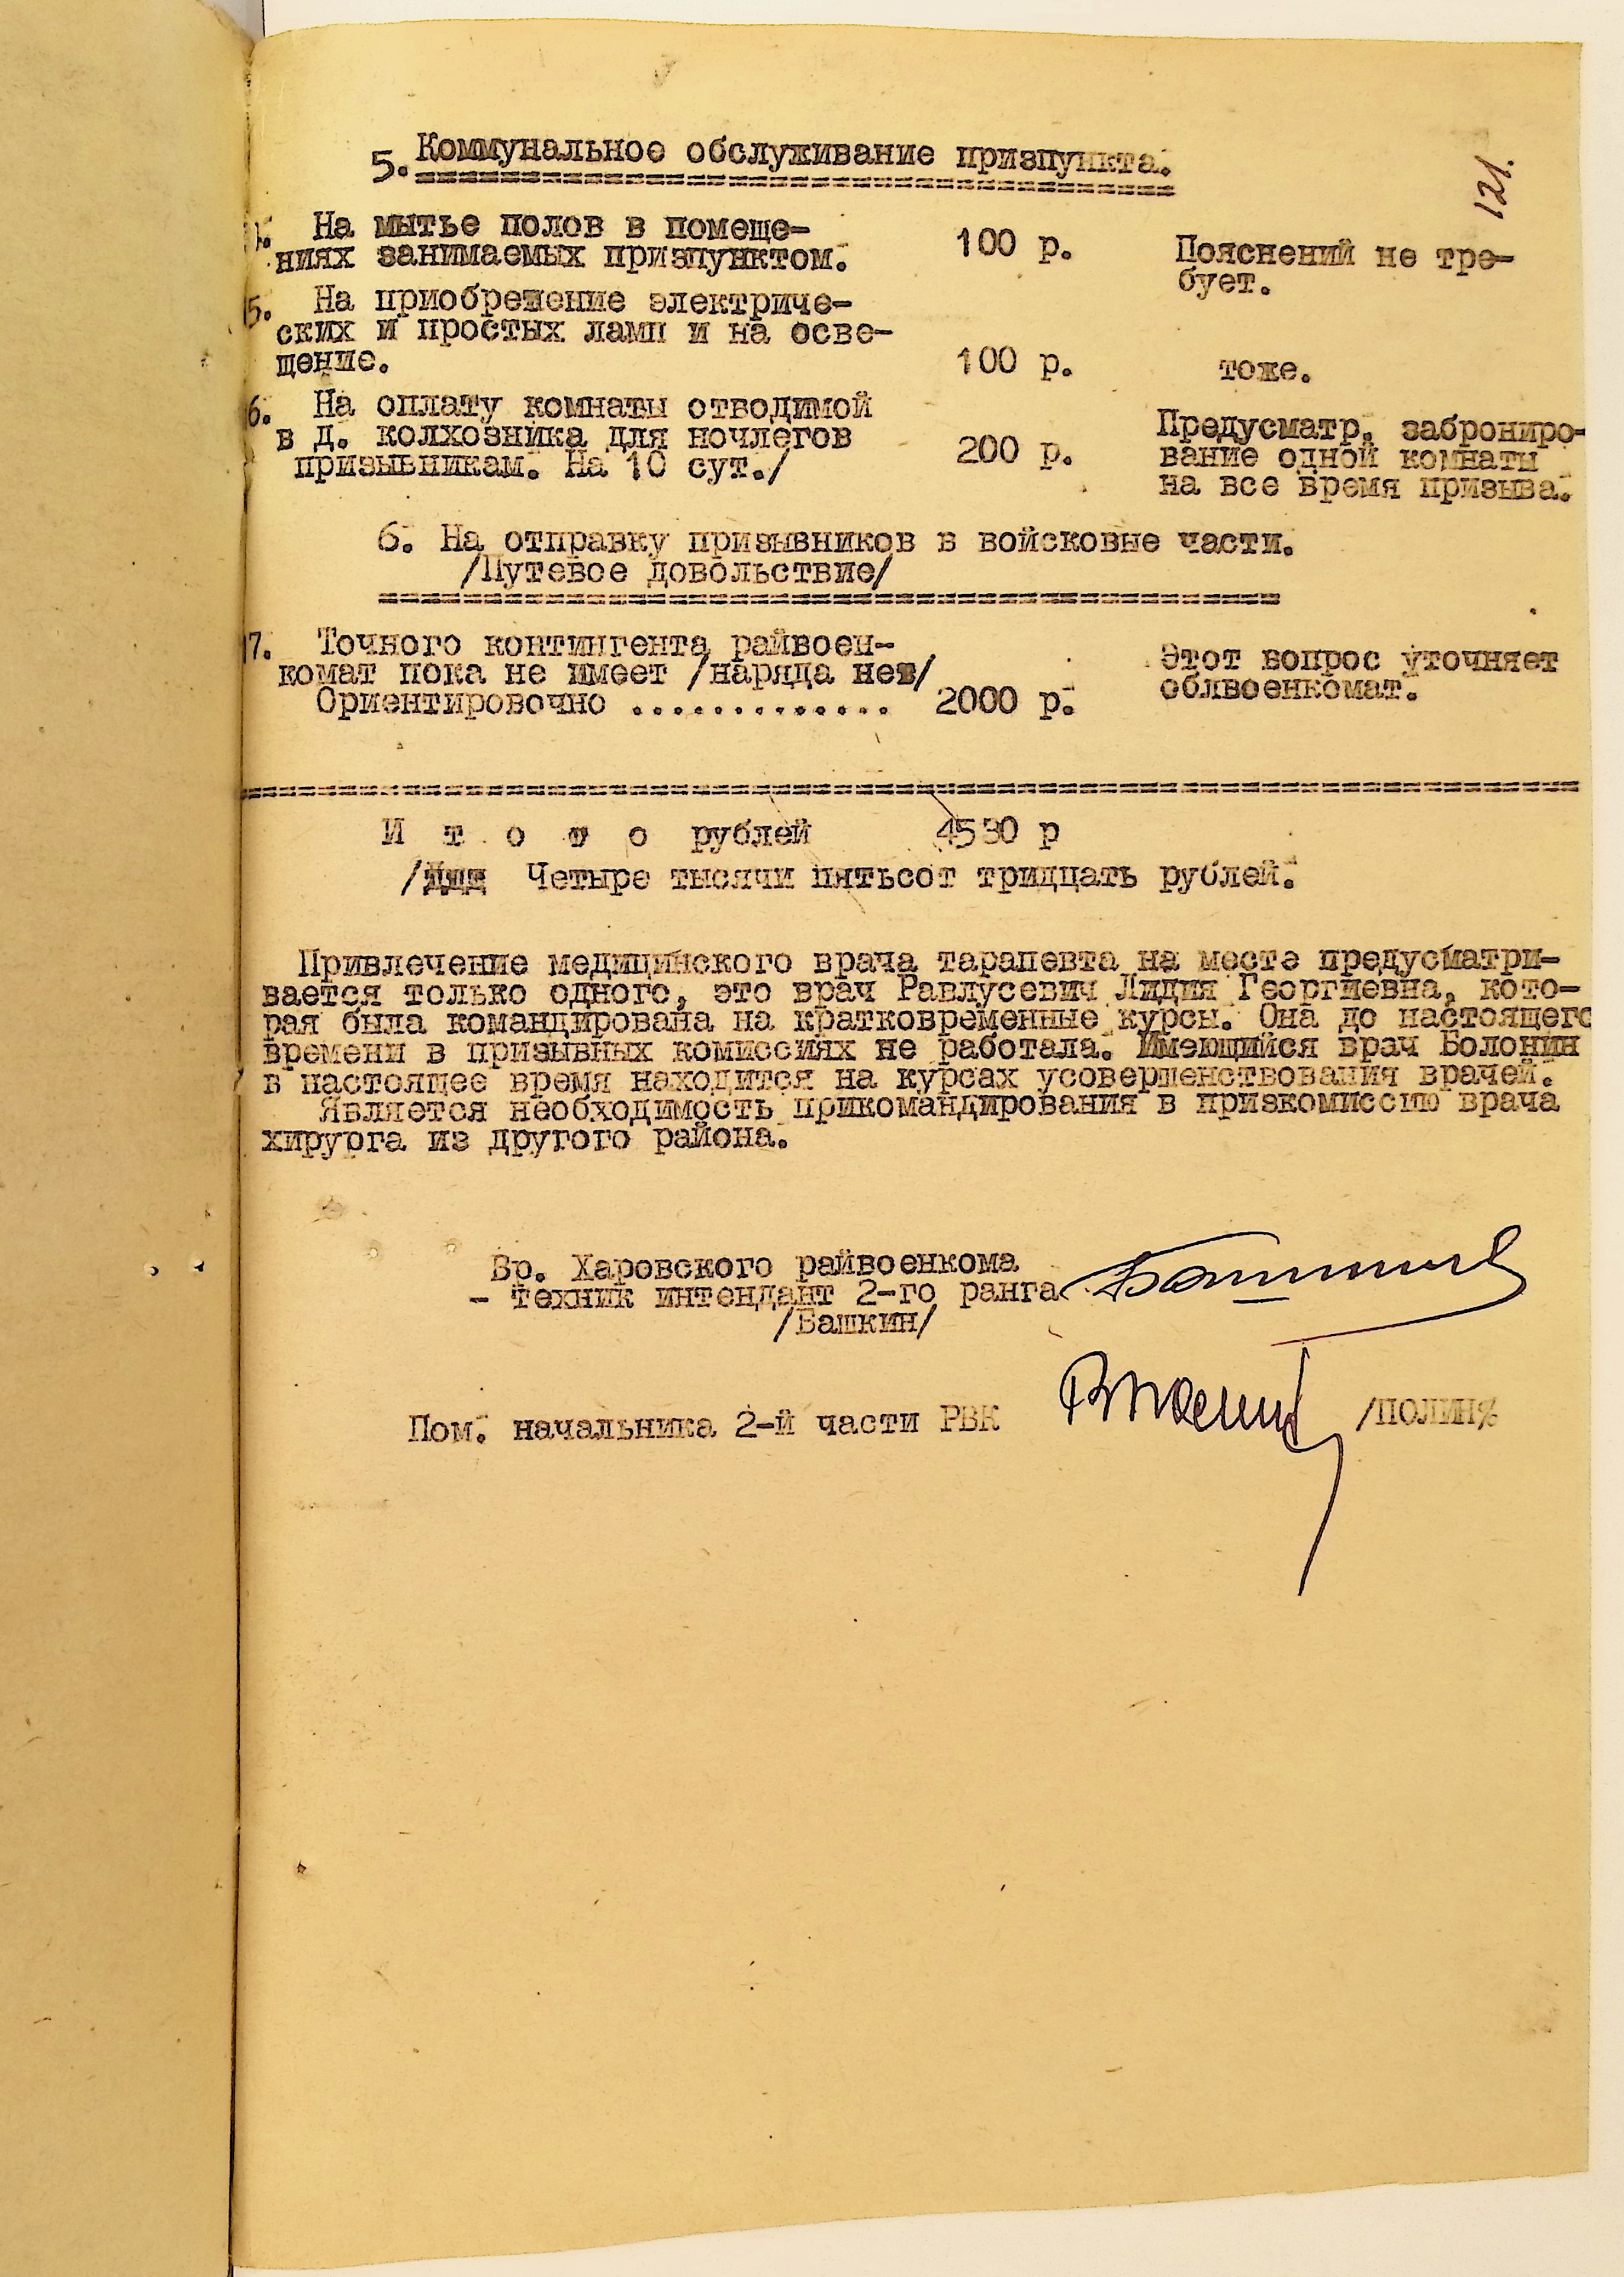 121.
5. Коммунальное обслуживание призпункта.
На мытье полов в помеще-
ниях занимаемых призпунктом.
100 р.
Пояснений не тре-
бует.
5. На приобретение электриче-
ских и простых ламп и на осве-
щение.
100 р.
тоже.
6. На оплату комнаты отводимой
в д. колхозника для ночлегов
призывникам. На 10 сут./
200 р.
Предусматр. заброниро-
вание одной комнаты
на все время призыва.
6. На отправку призывников в войсковые части.
/Путевое довольствие/
17. Точного контингента райвоен-
комат пока не имеет /наряда нет/
Ориентировочно ............. 2000 р.
Этот вопрос уточняет
облвоенкомат.
И т о г о рублей 4530 р
/ Четыре тысячи пятьсот тридцать рублей.
Привлечение медицинского врача тарапевта на месте предусматри-
вается только одного, это врач Равлусевич Лидия Георгиевна, кото-
рая была командирована на кратковременные курсы. Она до настоящего
времени в призывных комиссиях не работала. Имеющийся врач Болонин
в настоящее время находится на курсах усовершенствования врачей.
Является необходимость прикомандирования в призкомиссию врача
хирурга из другого района.
Вр. Харовского райвоенкома
- техник интендант 2-го ранга
/Башкин/
Пом. начальника 2-й части РВК
/ПОЛИН%